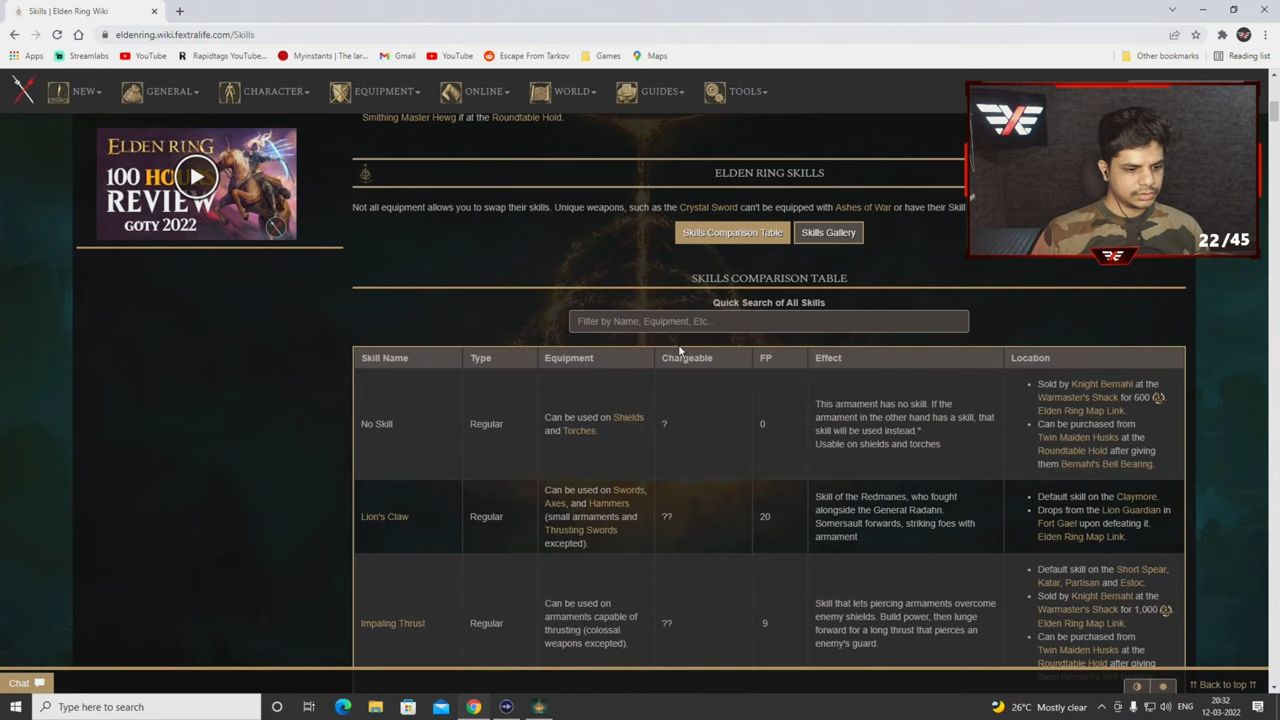 Skills | Elden Ring Wiki
eldenring.wiki.fextralife.com/Skills
Apps
Streamlabs
YouTube
Rapidtags YouTube...
Myinstants | The lar...
Gmail
YouTube
Escape From Tarkov
Games
Maps
Other bookmarks
Reading list
NEW
GENERAL
CHARACTER
EQUIPMENT
ONLINE
WORLD
GUIDES
TOOLS
Smithing Master Hewg if at the Roundtable Hold.
ELDEN RING
100 HOURS
REVIEW
GOTY 2022
22/45
ELDEN RING SKILLS
Not all equipment allows you to swap their skills. Unique weapons, such as the Crystal Sword can't be equipped with Ashes of War or have their Skil
Skills Comparison Table
Skills Gallery
SKILLS COMPARISON TABLE
Quick Search of All Skills
Filter by Name, Equipment, Etc...
Skill Name
Type
Equipment
Chargeable
FP
Effect
Location
No Skill
Regular
Can be used on Shields
and Torches.
?
0
This armament has no skill. If the
armament in the other hand has a skill, that
skill will be used instead."
Usable on shields and torches
Sold by Knight Bernahl at the
Warmaster's Shack for 600
Elden Ring Map Link.
Can be purchased from
Twin Maiden Husks at the
Roundtable Hold after giving
them Bernahl's Bell Bearing.
Lion's Claw
Regular
Can be used on Swords,
Axes, and Hammers
(small armaments and
Thrusting Swords
excepted).
??
20
Skill of the Redmanes, who fought
alongside the General Radahn.
Somersault forwards, striking foes with
armament
Default skill on the Claymore.
Drops from the Lion Guardian in
Fort Gael upon defeating it.
Elden Ring Map Link.
Impaling Thrust
Regular
Can be used on
armaments capable of
thrusting (colossal
weapons excepted).
??
9
Skill that lets piercing armaments overcome
enemy shields. Build power, then lunge
forward for a long thrust that pierces an
enemy's guard.
Default skill on the Short Spear,
Katar, Partisan and Estoc.
Sold by Knight Bernahl at the
Warmaster's Shack for 1,000
Elden Ring Map Link.
Can be purchased from
Twin Maiden Husks at the
Roundtable Hold after giving
them Bernahl's Bell Bearing.
Chat
Back to top
Type here to search
26°C Mostly clear
ENG
20:32
12-03-2022